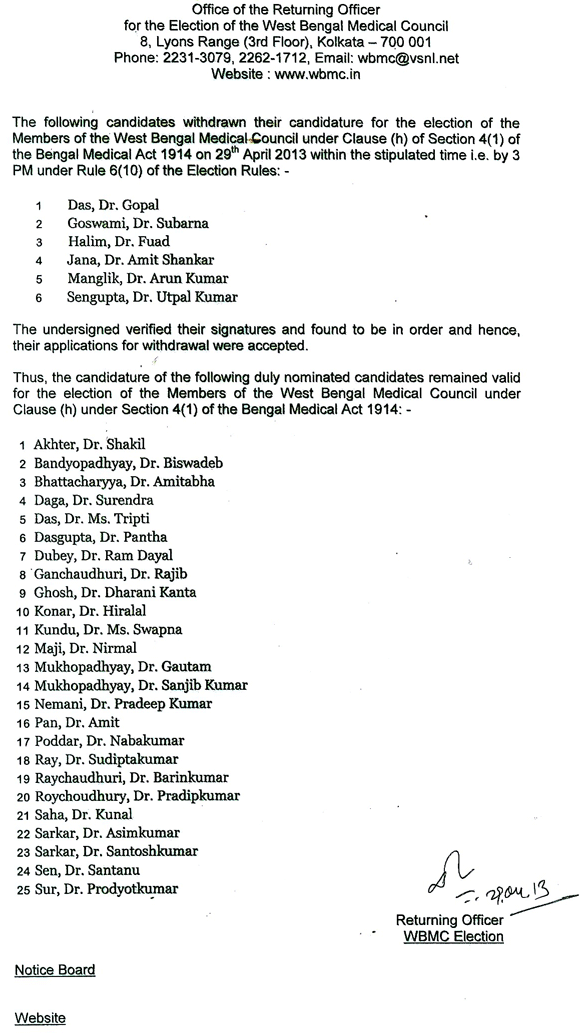 Office of the Returning Officer
for the Election of the West Bengal Medical Council
8, Lyons Range (3rd Floor), Kolkata – 700 001
Phone: 2231-3079, 2262-1712, Email: wbmc@vsnl.net
Website : www.wbmc.in
The following candidates withdrawn their candidature for the election of the
Members of the West Bengal Medical Council under Clause (h) of Section 4(1) of
the Bengal Medical Act 1914 on 29th April 2013 within the stipulated time i.e. by 3
PM under Rule 6(10) of the Election Rules: -
1 Das, Dr. Gopal
2 Goswami, Dr. Subarna
3 Halim, Dr. Fuad
4 Jana, Dr. Amit Shankar
5 Manglik, Dr. Arun Kumar
6 Sengupta, Dr. Utpal Kumar
The undersigned verified their signatures and found to be in order and hence,
their applications for withdrawal were accepted.
Thus, the candidature of the following duly nominated candidates remained valid
for the election of the Members of the West Bengal Medical Council under
Clause (h) under Section 4(1) of the Bengal Medical Act 1914: -
1 Akhter, Dr. Shakil
2 Bandyopadhyay, Dr. Biswadeb
3 Bhattacharyya, Dr. Amitabha
4 Daga, Dr. Surendra
5 Das, Dr. Ms. Tripti
6 Dasgupta, Dr. Pantha
7 Dubey, Dr. Ram Dayal
8 Ganchaudhuri, Dr. Rajib
9 Ghosh, Dr. Dharani Kanta
10 Konar, Dr. Hiralal
11 Kundu, Dr. Ms. Swapna
12 Maji, Dr. Nirmal
13 Mukhopadhyay, Dr. Gautam
14 Mukhopadhyay, Dr. Sanjib Kumar
15 Nemani, Dr. Pradeep Kumar
16 Pan, Dr. Amit
17 Poddar, Dr. Nabakumar
18 Ray, Dr. Sudiptakumar
19 Raychaudhuri, Dr. Barinkumar
20 Roychoudhury, Dr. Pradipkumar
21 Saha, Dr. Kunal
22 Sarkar, Dr. Asimkumar
23 Sarkar, Dr. Santoshkumar
24 Sen, Dr. Santanu
25 Sur, Dr. Prodyotkumar
29.04.13
Returning Officer
WBMC Election
Notice Board
Website